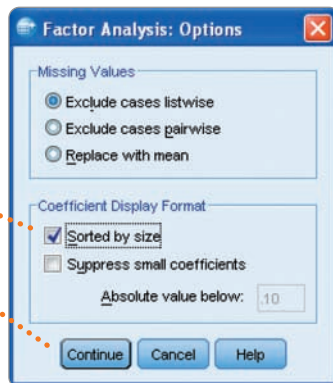 Factor Analysis: Options
Missing Values
Exclude cases listwise
Exclude cases pairwise
Replace with mean
Coefficient Display Format
Sorted by size
Suppress small coefficients
Absolute value below: .10
Continue Cancel Help